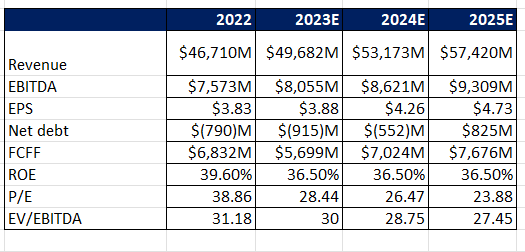 2022 2023E 2024E 2025E
Revenue $46,710M $49,682M $53,173M $57,420M
EBITDA $7,573M $8,055M $8,621M $9,309M
EPS $3.83 $3.88 $4.26 $4.73
Net debt $(790)M $(915)M $(552)M $825M
FCFF $6,832M $5,699M $7,024M $7,676M
ROE 39.60% 36.50% 36.50% 36.50%
P/E 38.86 28.44 26.47 23.88
EV/EBITDA 31.18 30 28.75 27.45